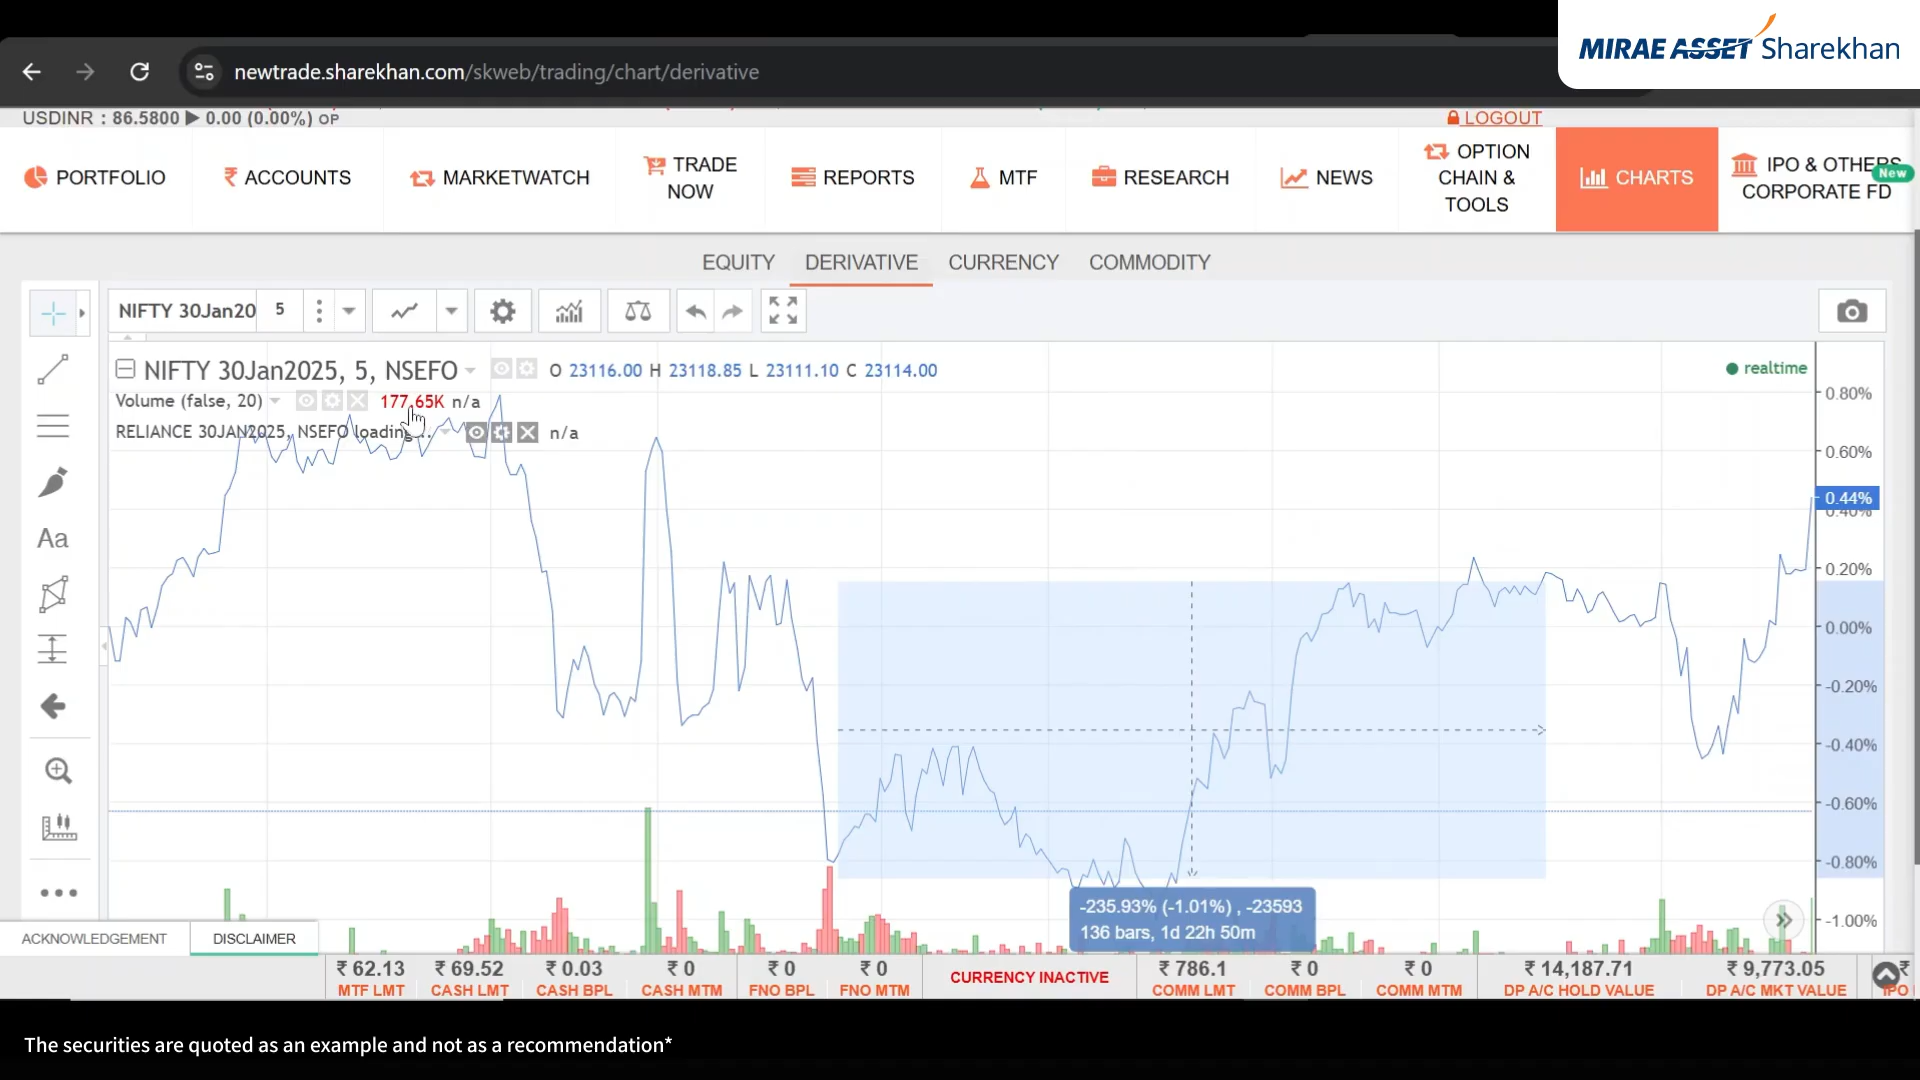 MIRAE ASSET Sharekhan
newtrade.sharekhan.com/skweb/trading/chart/derivative
USDINR : 86.5800 ▶ 0.00 (0.00%) OP
LOGOUT
PORTFOLIO
₹ ACCOUNTS
MARKETWATCH
TRADE
NOW
REPORTS
MTF
RESEARCH
NEWS
OPTION
CHAIN &
TOOLS
CHARTS
IPO & OTHERS
CORPORATE FD
New
EQUITY
DERIVATIVE
CURRENCY
COMMODITY
NIFTY 30Jan20
5
NIFTY 30Jan2025, 5, NSEFO
O 23116.00 H 23118.85 L 23111.10 C 23114.00
realtime
Volume (false, 20)
177.65K n/a
RELIANCE 30JAN2025, NSEFO loading...
n/a
Aa
0.80%
0.60%
0.44%
0.40%
0.20%
0.00%
-0.20%
-0.40%
-0.60%
-0.80%
-1.00%
-235.93% (-1.01%) , -23593
136 bars, 1d 22h 50m
ACKNOWLEDGEMENT
DISCLAIMER
₹ 62.13
MTF LMT
₹ 69.52
CASH LMT
₹ 0.03
CASH BPL
₹ 0
CASH MTM
₹ 0
FNO BPL
₹ 0
FNO MTM
CURRENCY INACTIVE
₹ 786.1
COMM LMT
₹ 0
COMM BPL
₹ 0
COMM MTM
₹ 14,187.71
DP A/C HOLD VALUE
₹ 9,773.05
DP A/C MKT VALUE
₹
IPO
The securities are quoted as an example and not as a recommendation*